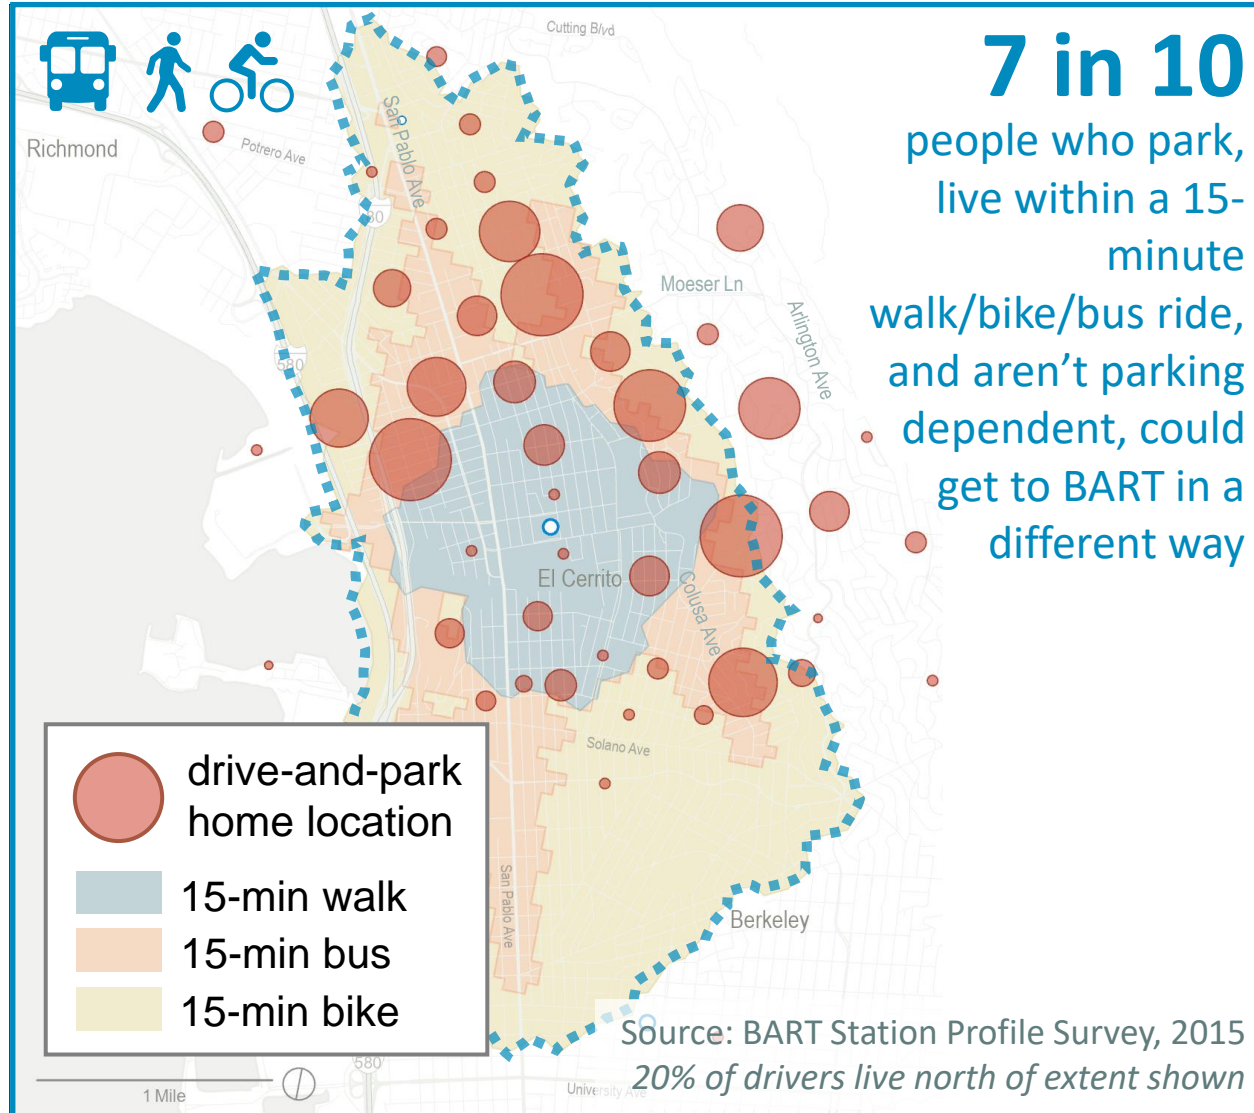 7 in 10
people who park,
live within a 15-
minute
walk/bike/bus ride,
and aren't parking
dependent, could
get to BART in a
different way
Cutting Blvd
San Pablo Ave
Richmond
Potrero Ave
80
Moeser Ln
Arlington Ave
580
El Cerrito
Colusa Ave
Solano Ave
San Pablo Ave
Berkeley
drive-and-park
home location
15-min walk
15-min bus
15-min bike
580
1 Mile
University Ave
Source: BART Station Profile Survey, 2015
20% of drivers live north of extent shown